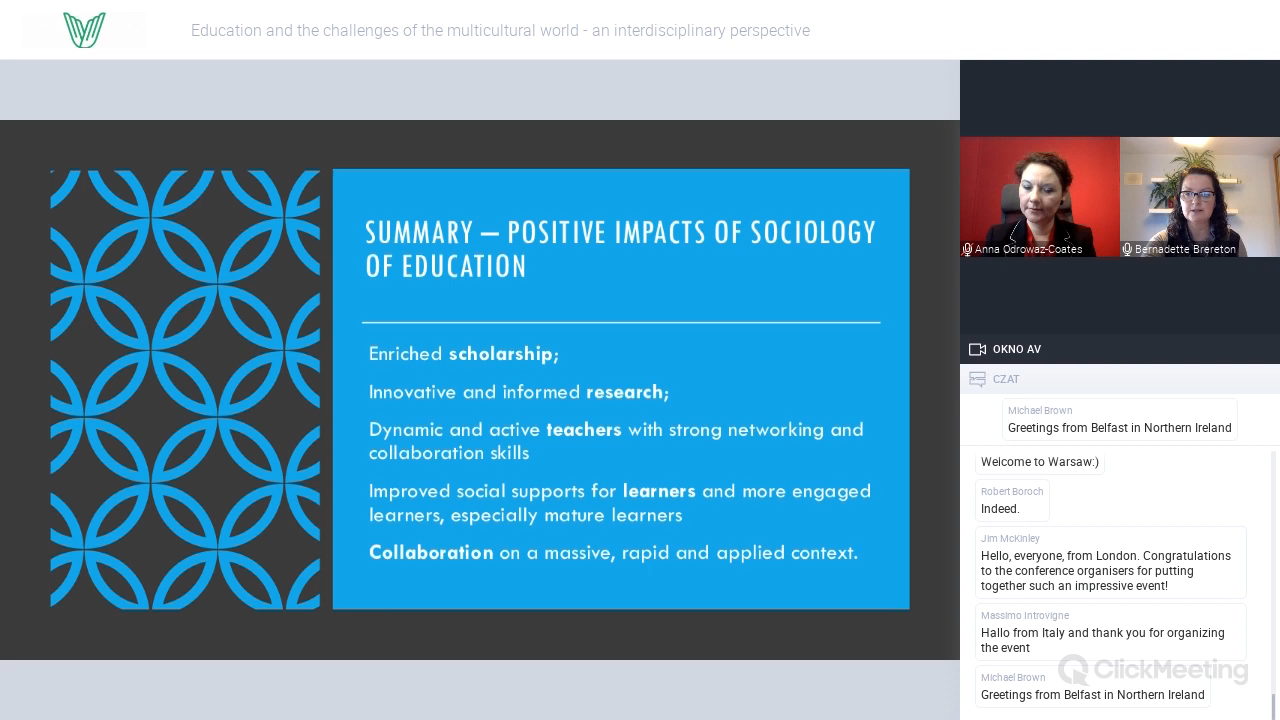 Education and the challenges of the multicultural world - an interdisciplinary perspective
SUMMARY – POSITIVE IMPACTS OF SOCIOLOGY
OF EDUCATION
Enriched scholarship;
Innovative and informed research;
Dynamic and active teachers with strong networking and
collaboration skills
Improved social supports for learners and more engaged
learners, especially mature learners
Collaboration on a massive, rapid and applied context.
Anna Odrowaz-Coates
Bernadette Brereton
OKNO AV
CZAT
Michael Brown
Greetings from Belfast in Northern Ireland
Welcome to Warsaw:)
Robert Boroch
Indeed.
Jim McKinley
Hello, everyone, from London. Congratulations
to the conference organisers for putting
together such an impressive event!
Massimo Introvigne
Hallo from Italy and thank you for organizing
the event
ClickMeeting
Michael Brown
Greetings from Belfast in Northern Ireland